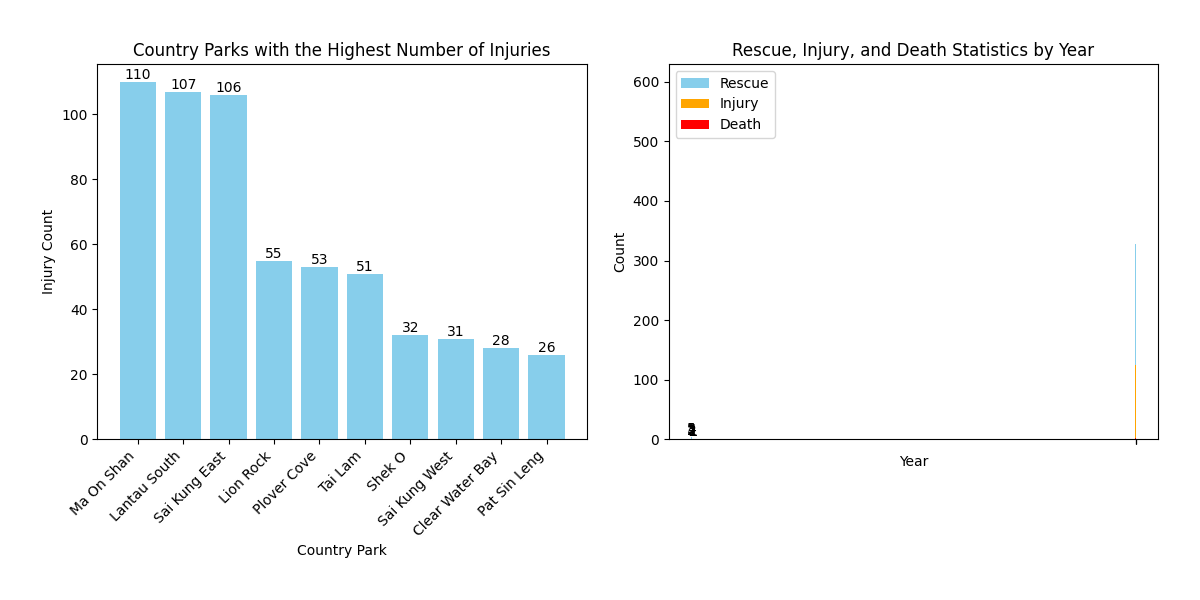 Country Parks with the Highest Number of Injuries
110
107
106
55
53
51
32
31
28
26
100
80
60
40
20
0
Injury Count
Ma On Shan
Lantau South
Sai Kung East
Lion Rock
Plover Cove
Tai Lam
Shek O
Sai Kung West
Clear Water Bay
Pat Sin Leng
Country Park
Rescue, Injury, and Death Statistics by Year
Rescue
Injury
Death
600
500
400
300
200
100
0
Count
Year